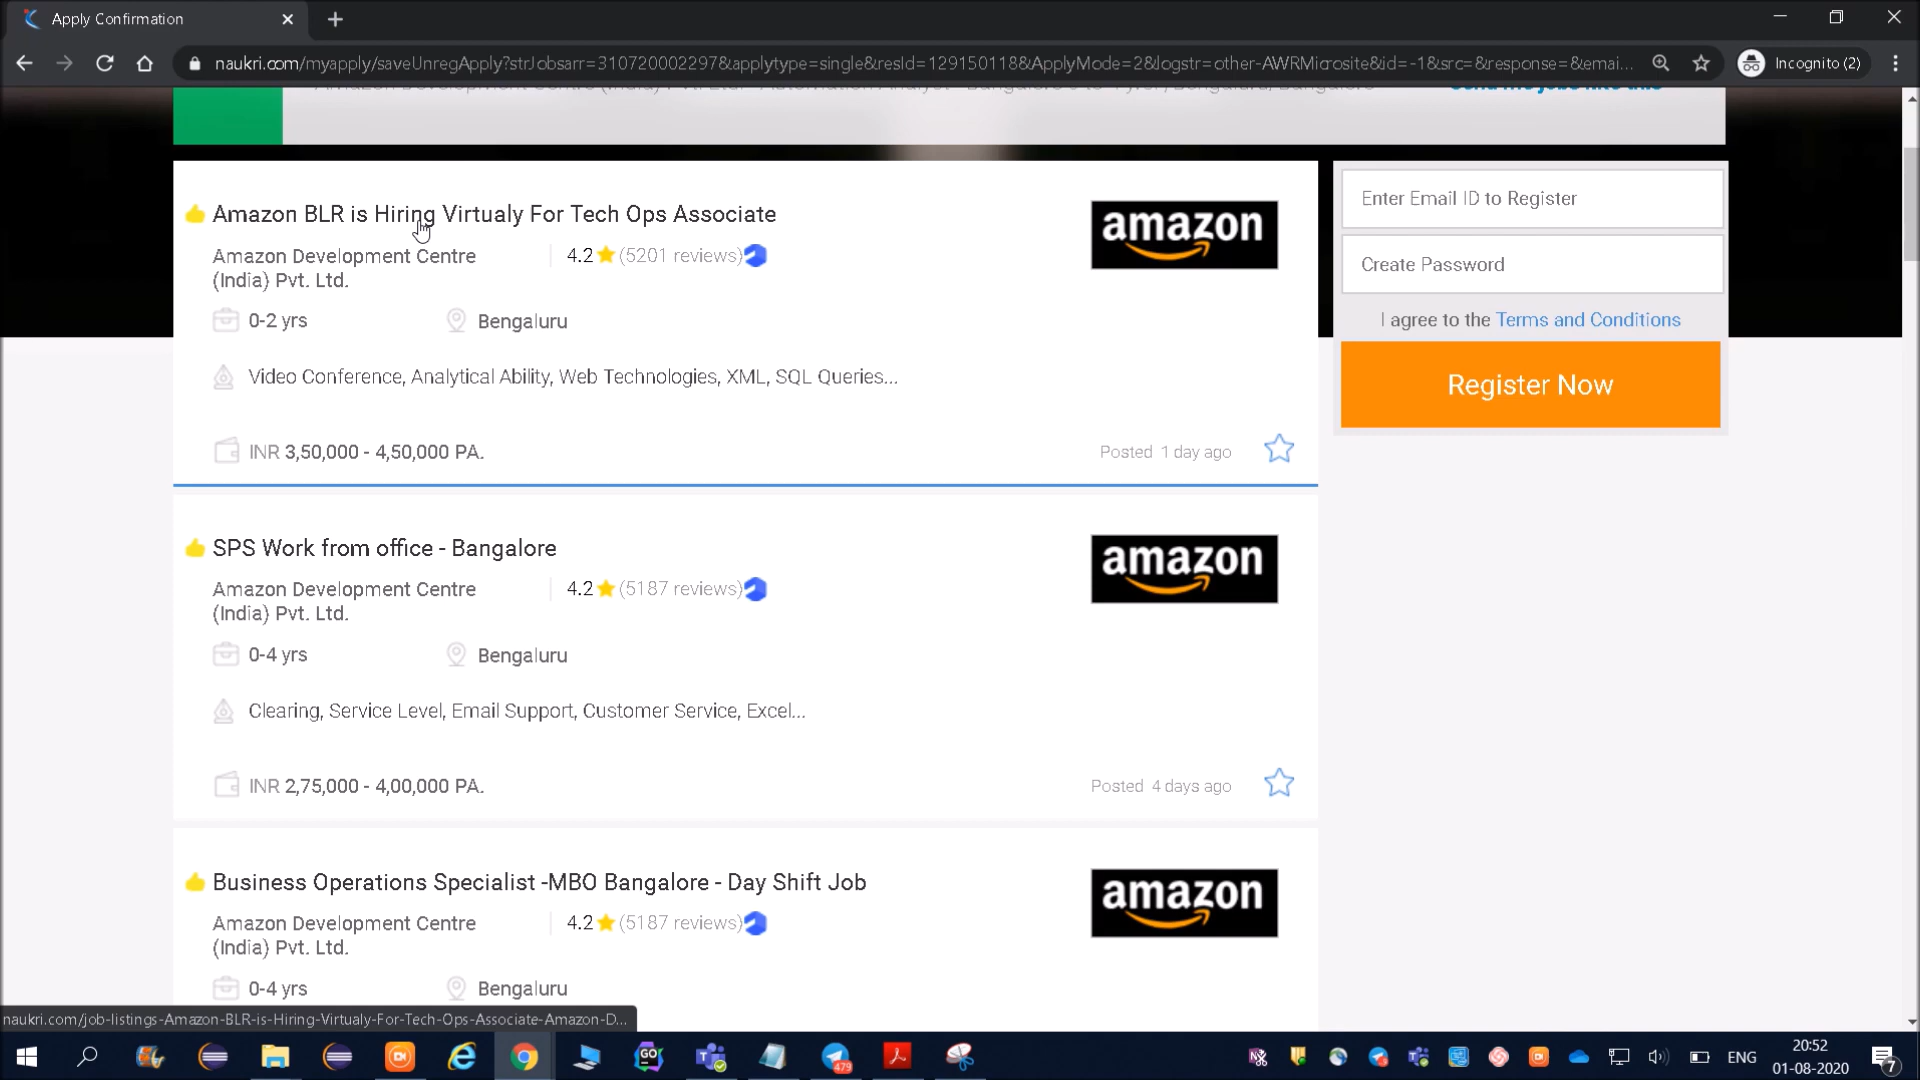 Apply Confirmation
naukri.com/myapply/saveUnregApply?strJobsarr=310720002297&applytype=single&resId=129150118&ApplyMode=2&logstr=other-AWRMicrosite&id=-1&src=&response=&emai...
Incognito (2)
Amazon BLR is Hiring Virtualy For Tech Ops Associate
Amazon Development Centre
(India) Pvt. Ltd.
4.2 (5201 reviews)
0-2 yrs
Bengaluru
Video Conference, Analytical Ability, Web Technologies, XML, SQL Queries...
INR 3,50,000 - 4,50,000 PA.
Posted 1 day ago
amazon
Enter Email ID to Register
Create Password
I agree to the Terms and Conditions
Register Now
SPS Work from office - Bangalore
Amazon Development Centre
(India) Pvt. Ltd.
4.2 (5187 reviews)
0-4 yrs
Bengaluru
Clearing, Service Level, Email Support, Customer Service, Excel...
INR 2,75,000 - 4,00,000 PA.
Posted 4 days ago
amazon
Business Operations Specialist -MBO Bangalore - Day Shift Job
Amazon Development Centre
(India) Pvt. Ltd.
4.2 (5187 reviews)
0-4 yrs
Bengaluru
amazon
naukri.com/job-listings-Amazon-BLR-is-Hiring-Virtualy-For-Tech-Ops-Associate-Amazon-D...
GO
479
ENG
20:52
01-08-2020
7